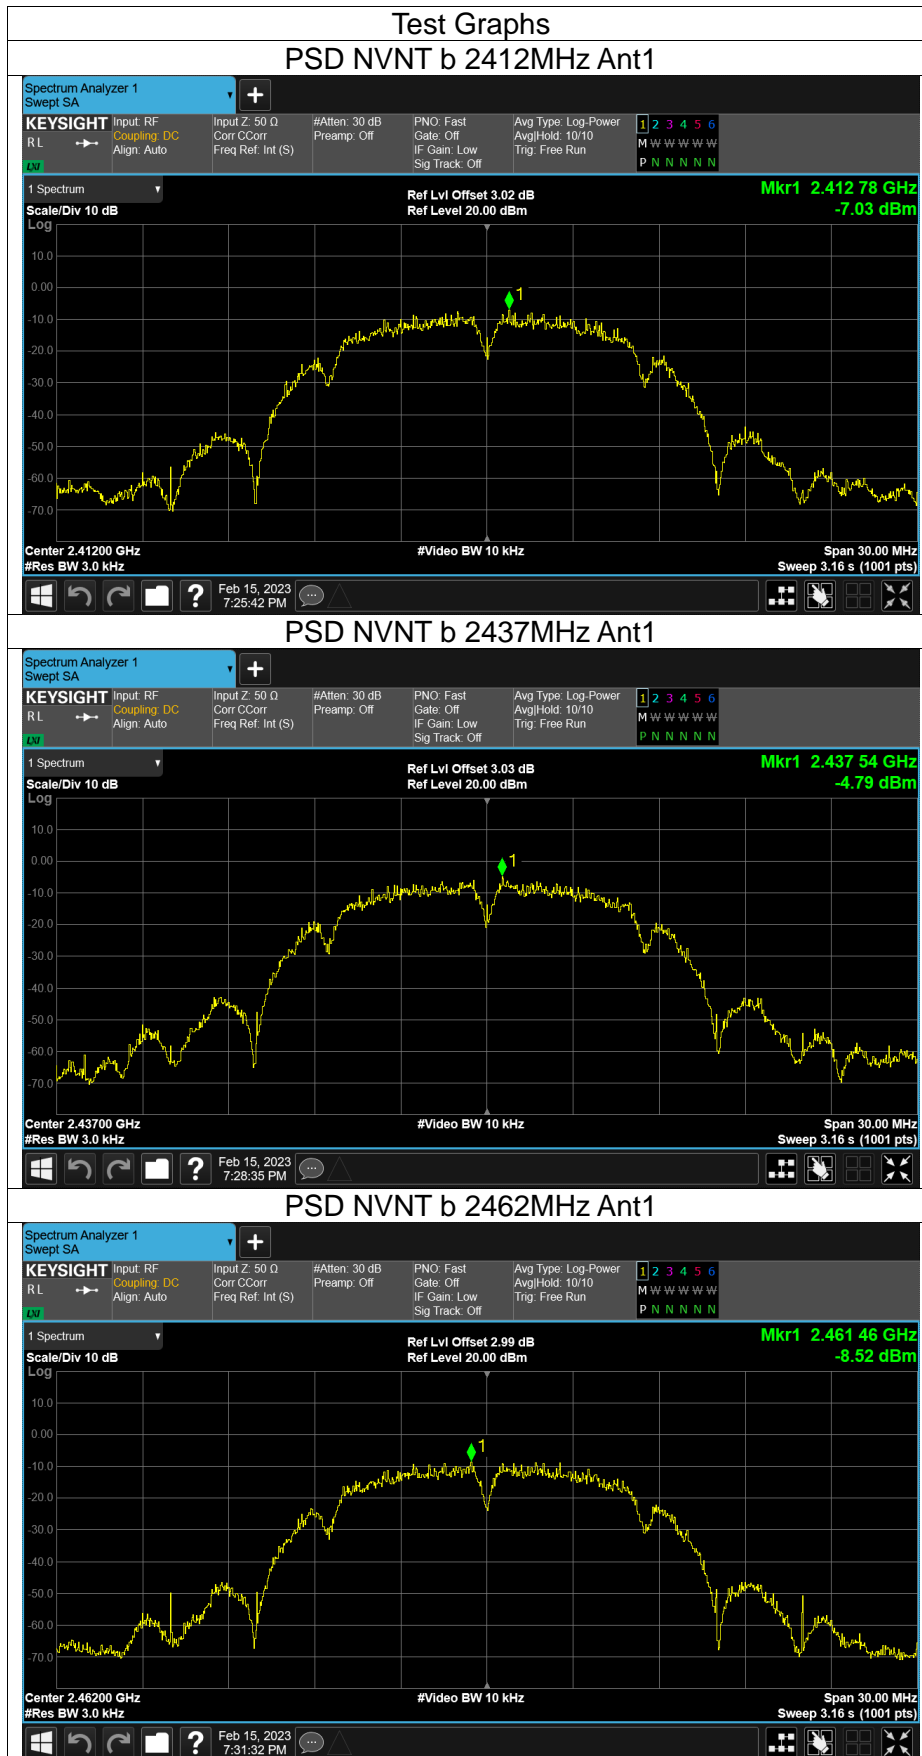 Test Graphs
PSD NVNT b 2412MHz Ant1
Spectrum Analyzer 1
Swept SA
+
KEYSIGHT Input: RF Input Z: 50 Ω #Atten: 30 dB PNO: Fast Avg Type: Log-Power 1 2 3 4 5 6
RL Coupling: DC Corr CCorr Preamp: Off Gate: Off Avg|Hold: 10/10 M W W W W W
Align: Auto Freq Ref: Int (S) IF Gain: Low Trig: Free Run
LXI Sig Track: Off P N N N N N
1 Spectrum Ref Lvl Offset 3.02 dB Mkr1 2.412 78 GHz
Scale/Div 10 dB Ref Level 20.00 dBm -7.03 dBm
Log
10.0
0.00
1
-10.0
-20.0
-30.0
-40.0
-50.0
-60.0
-70.0
Center 2.41200 GHz #Video BW 10 kHz Span 30.00 MHz
#Res BW 3.0 kHz Sweep 3.16 s (1001 pts)
? Feb 15, 2023
7:25:42 PM
PSD NVNT b 2437MHz Ant1
Spectrum Analyzer 1
Swept SA
+
KEYSIGHT Input: RF Input Z: 50 Ω #Atten: 30 dB PNO: Fast Avg Type: Log-Power 1 2 3 4 5 6
RL Coupling: DC Corr CCorr Preamp: Off Gate: Off Avg|Hold: 10/10 M W W W W W
Align: Auto Freq Ref: Int (S) IF Gain: Low Trig: Free Run
LXI Sig Track: Off P N N N N N
1 Spectrum Ref Lvl Offset 3.03 dB Mkr1 2.437 54 GHz
Scale/Div 10 dB Ref Level 20.00 dBm -4.79 dBm
Log
10.0
0.00
1
-10.0
-20.0
-30.0
-40.0
-50.0
-60.0
-70.0
Center 2.43700 GHz #Video BW 10 kHz Span 30.00 MHz
#Res BW 3.0 kHz Sweep 3.16 s (1001 pts)
? Feb 15, 2023
7:28:35 PM
PSD NVNT b 2462MHz Ant1
Spectrum Analyzer 1
Swept SA
+
KEYSIGHT Input: RF Input Z: 50 Ω #Atten: 30 dB PNO: Fast Avg Type: Log-Power 1 2 3 4 5 6
RL Coupling: DC Corr CCorr Preamp: Off Gate: Off Avg|Hold: 10/10 M W W W W W
Align: Auto Freq Ref: Int (S) IF Gain: Low Trig: Free Run
LXI Sig Track: Off P N N N N N
1 Spectrum Ref Lvl Offset 2.99 dB Mkr1 2.461 46 GHz
Scale/Div 10 dB Ref Level 20.00 dBm -8.52 dBm
Log
10.0
0.00
1
-10.0
-20.0
-30.0
-40.0
-50.0
-60.0
-70.0
Center 2.46200 GHz #Video BW 10 kHz Span 30.00 MHz
#Res BW 3.0 kHz Sweep 3.16 s (1001 pts)
? Feb 15, 2023
7:31:32 PM